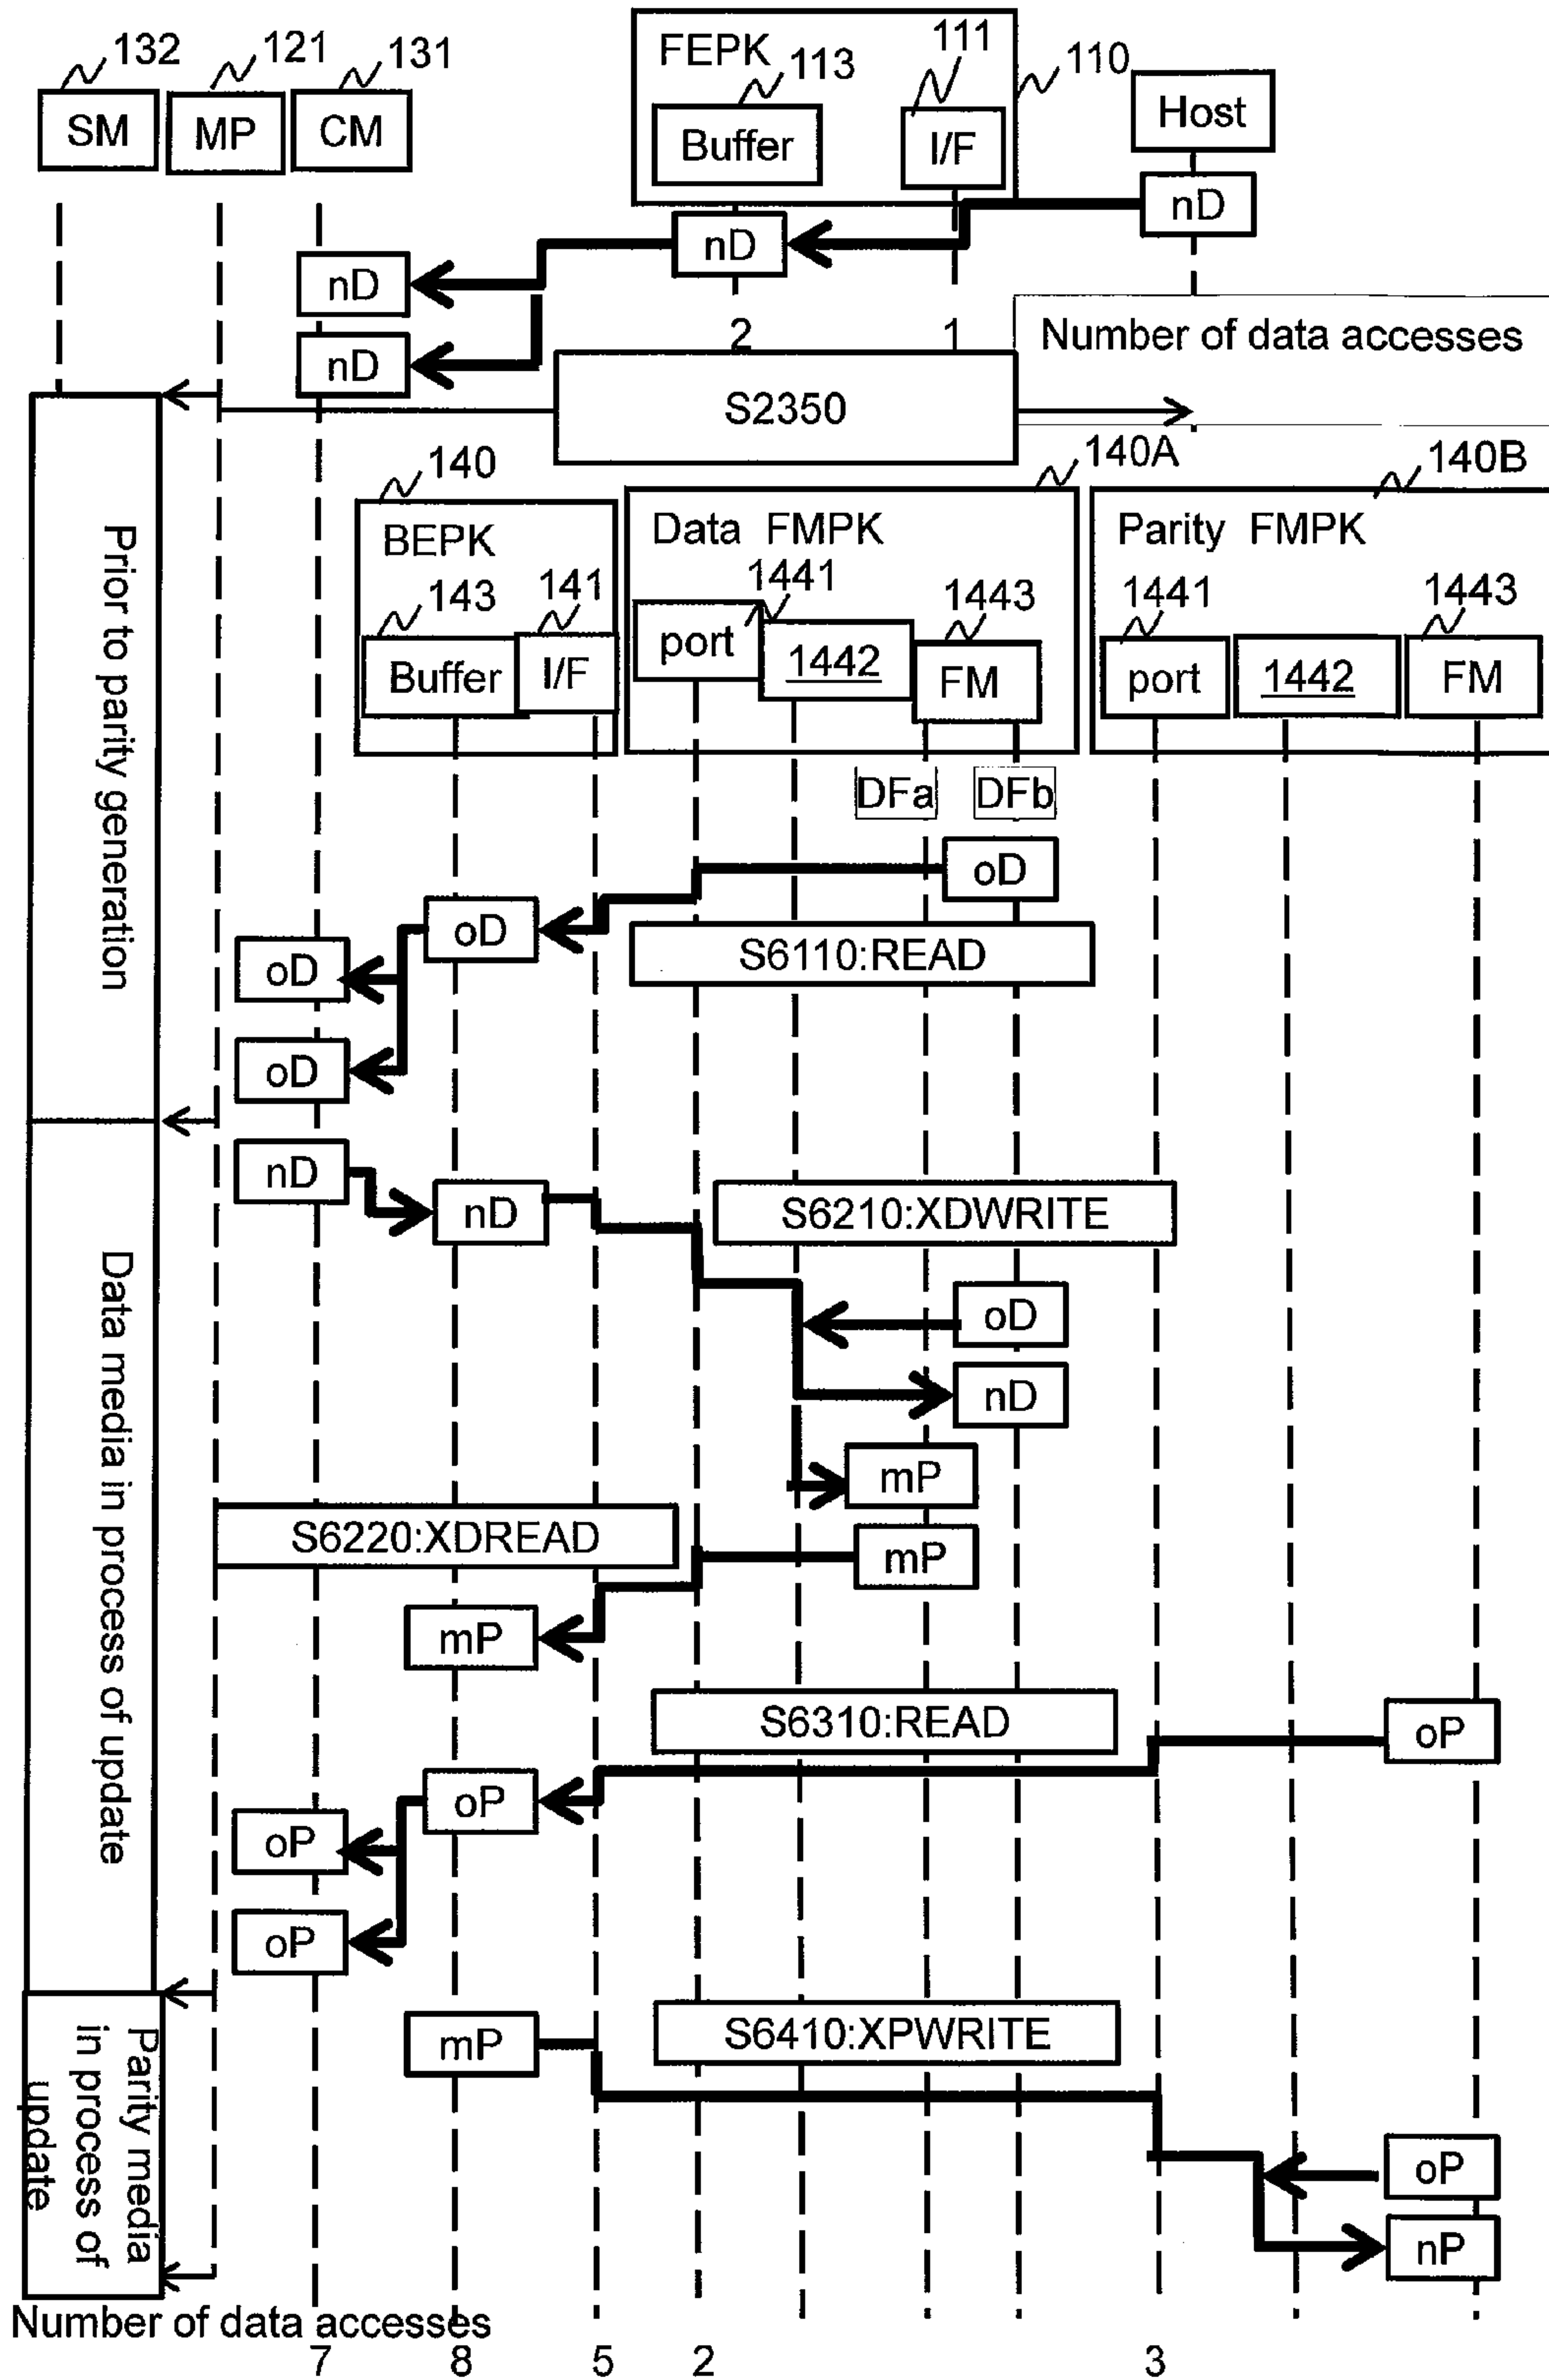 132
121
131
FEPK
113
111
110
SM
MP
CM
Buffer
I/F
Host
nD
nD
nD
nD
2
1
Number of data accesses
S2350
140
140A
140B
BEPK
Data FMPK
Parity FMPK
143
141
1441
1443
1441
1443
Buffer
I/F
port
1442
FM
port
1442
FM
DFa
DFb
Prior to parity generation
oD
oD
oD
S6110:READ
oD
Data media in process of update
nD
nD
S6210:XDWRITE
oD
nD
mP
S6220:XDREAD
mP
mP
S6310:READ
oP
oP
oP
oP
Parity media
in process of
update
mP
S6410:XPWRITE
oP
nP
Number of data accesses
7
8
5
2
3